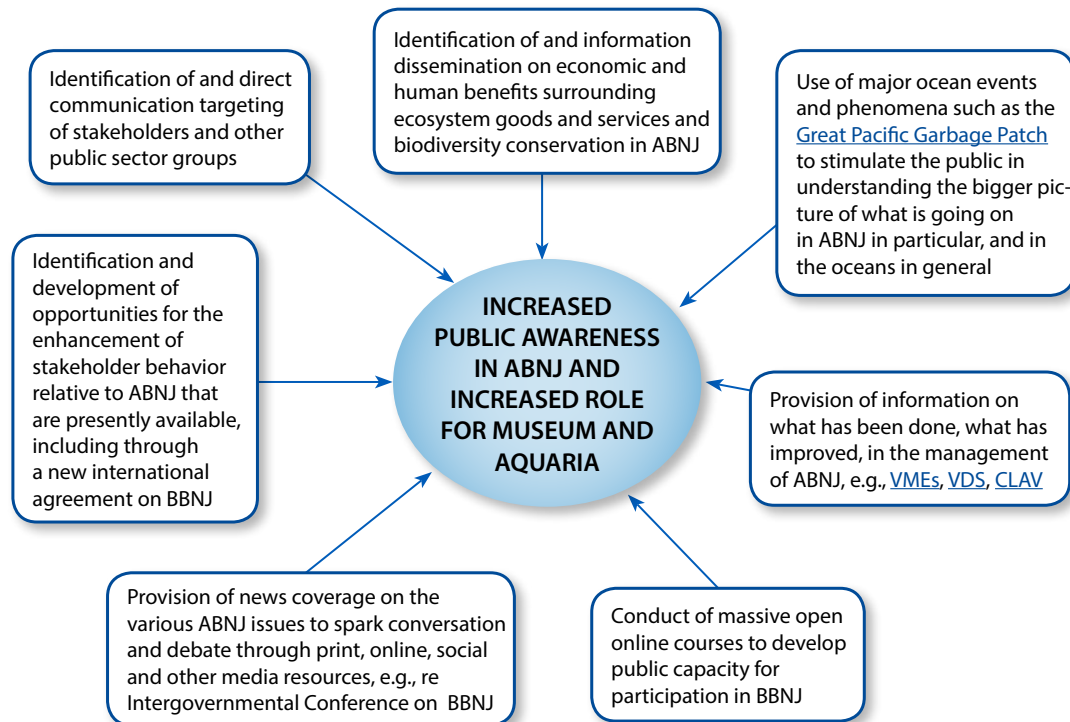 Identification of and direct
communication targeting
of stakeholders and other
public sector groups
Identification of and information
dissemination on economic and
human benefits surrounding
ecosystem goods and services and
biodiversity conservation in ABNJ
Use of major ocean events
and phenomena such as the
Great Pacific Garbage Patch
to stimulate the public in
understanding the bigger pic-
ture of what is going on
in ABNJ in particular, and in
the oceans in general
Identification and
development of
opportunities for the
enhancement of
stakeholder behavior
relative to ABNJ that
are presently available,
including through
a new international
agreement on BBNJ
INCREASED
PUBLIC AWARENESS
IN ABNJ AND
INCREASED ROLE
FOR MUSEUM AND
AQUARIA
Provision of information on
what has been done, what has
improved, in the management
of ABNJ, e.g., VMEs, VDS, CLAV
Provision of news coverage on the
various ABNJ issues to spark conversation
and debate through print, online, social
and other media resources, e.g., re
Intergovernmental Conference on BBNJ
Conduct of massive open
online courses to develop
public capacity for
participation in BBNJ